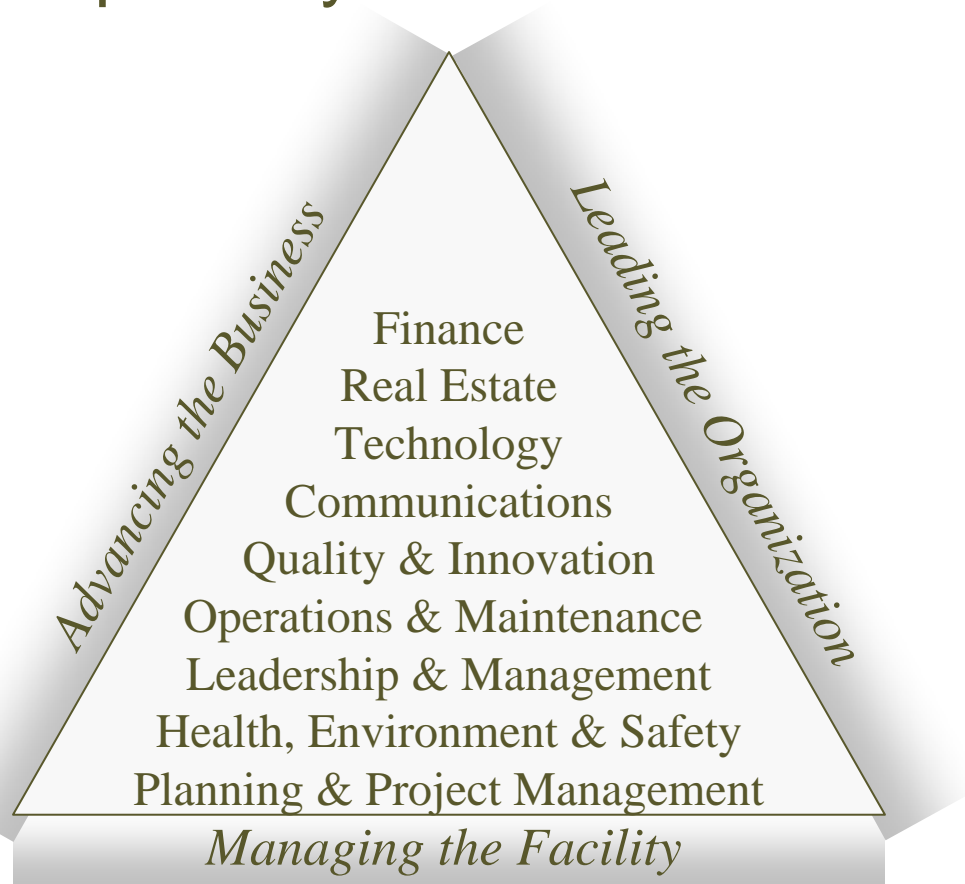 Advancing the Business
Leading the Organization
Finance
Real Estate
Technology
Communications
Quality & Innovation
Operations & Maintenance
Leadership & Management
Health, Environment & Safety
Planning & Project Management
Managing the Facility